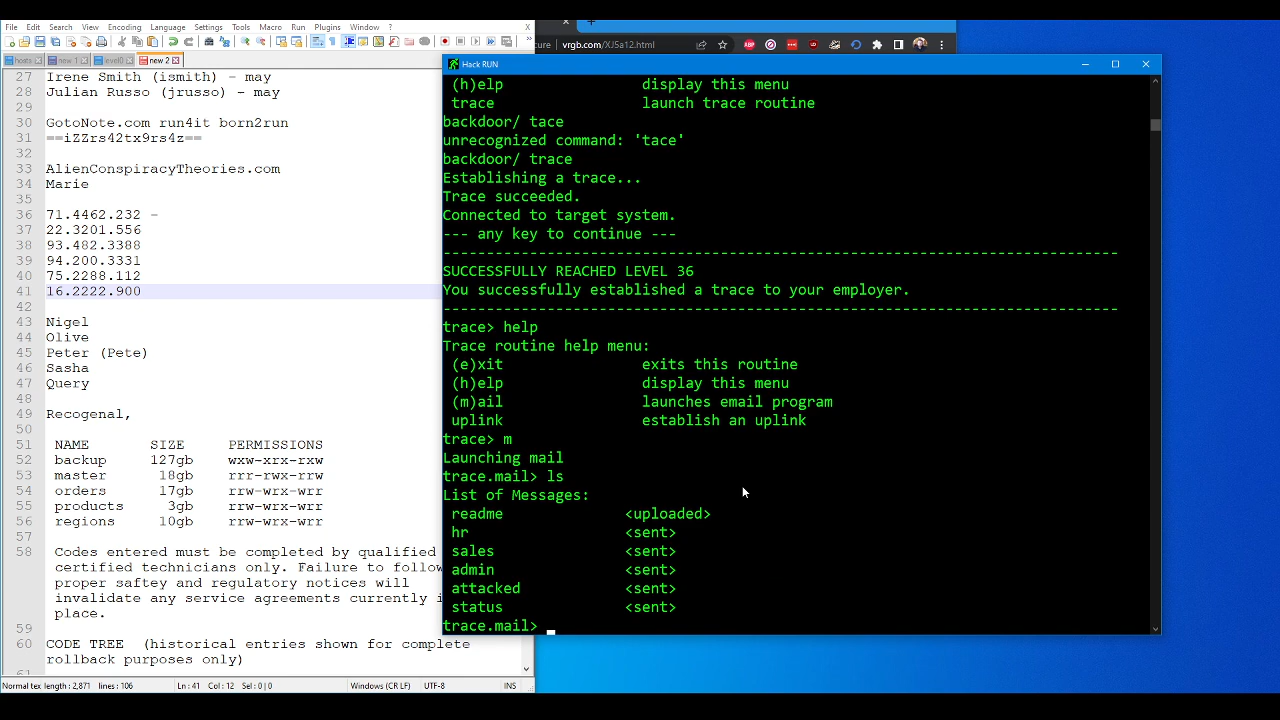 File Edit Search View Encoding Language Settings Tools Macro Run Plugins Window ? X
hosts new 1 level0 new 2
27 Irene Smith (ismith) - may
28 Julian Russo (jrusso) - may
29
30 GotoNote.com run4it born2run
31 ==iZZrs42tx9rs4z==
32
33 AlienConspiracyTheories.com
34 Marie
35
36 71.4462.232 -
37 22.3201.556
38 93.482.3388
39 94.200.3331
40 75.2288.112
41 16.2222.900
42
43 Nigel
44 Olive
45 Peter (Pete)
46 Sasha
47 Query
48
49 Recogenal,
50
51 NAME SIZE PERMISSIONS
52 backup 127gb wxw-xrx-rxw
53 master 18gb rrr-rwx-rrw
54 orders 17gb rrw-wrx-wrr
55 products 3gb rrw-wrx-wrr
56 regions 10gb rrw-wrx-wrr
57
58 Codes entered must be completed by qualified
certified technicians only. Failure to follow
proper saftey and regulatory notices will
invalidate any service agreements currently i
place.
59
60 CODE TREE (historical entries shown for complete
rollback purposes only)
61
Normal tex length : 2,871 lines : 106 Ln : 41 Col : 12 Sel : 0 | 0 Windows (CR LF) UTF-8 INS
cure vrgb.com/XJ5a12.html
Hack RUN
(h)elp display this menu
trace launch trace routine
backdoor/ tace
unrecognized command: 'tace'
backdoor/ trace
Establishing a trace...
Trace succeeded.
Connected to target system.
--- any key to continue ---
------------------------------------------------------------------------------
SUCCESSFULLY REACHED LEVEL 36
You successfully established a trace to your employer.
------------------------------------------------------------------------------
trace> help
Trace routine help menu:
(e)xit exits this routine
(h)elp display this menu
(m)ail launches email program
uplink establish an uplink
trace> m
Launching mail
trace.mail> ls
List of Messages:
readme <uploaded>
hr <sent>
sales <sent>
admin <sent>
attacked <sent>
status <sent>
trace.mail>